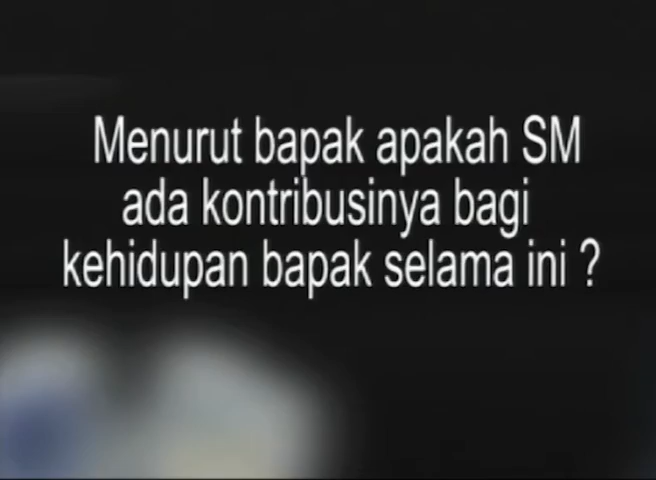 Menurut bapak apakah SM
ada kontribusinya bagi
kehidupan bapak selama ini ?